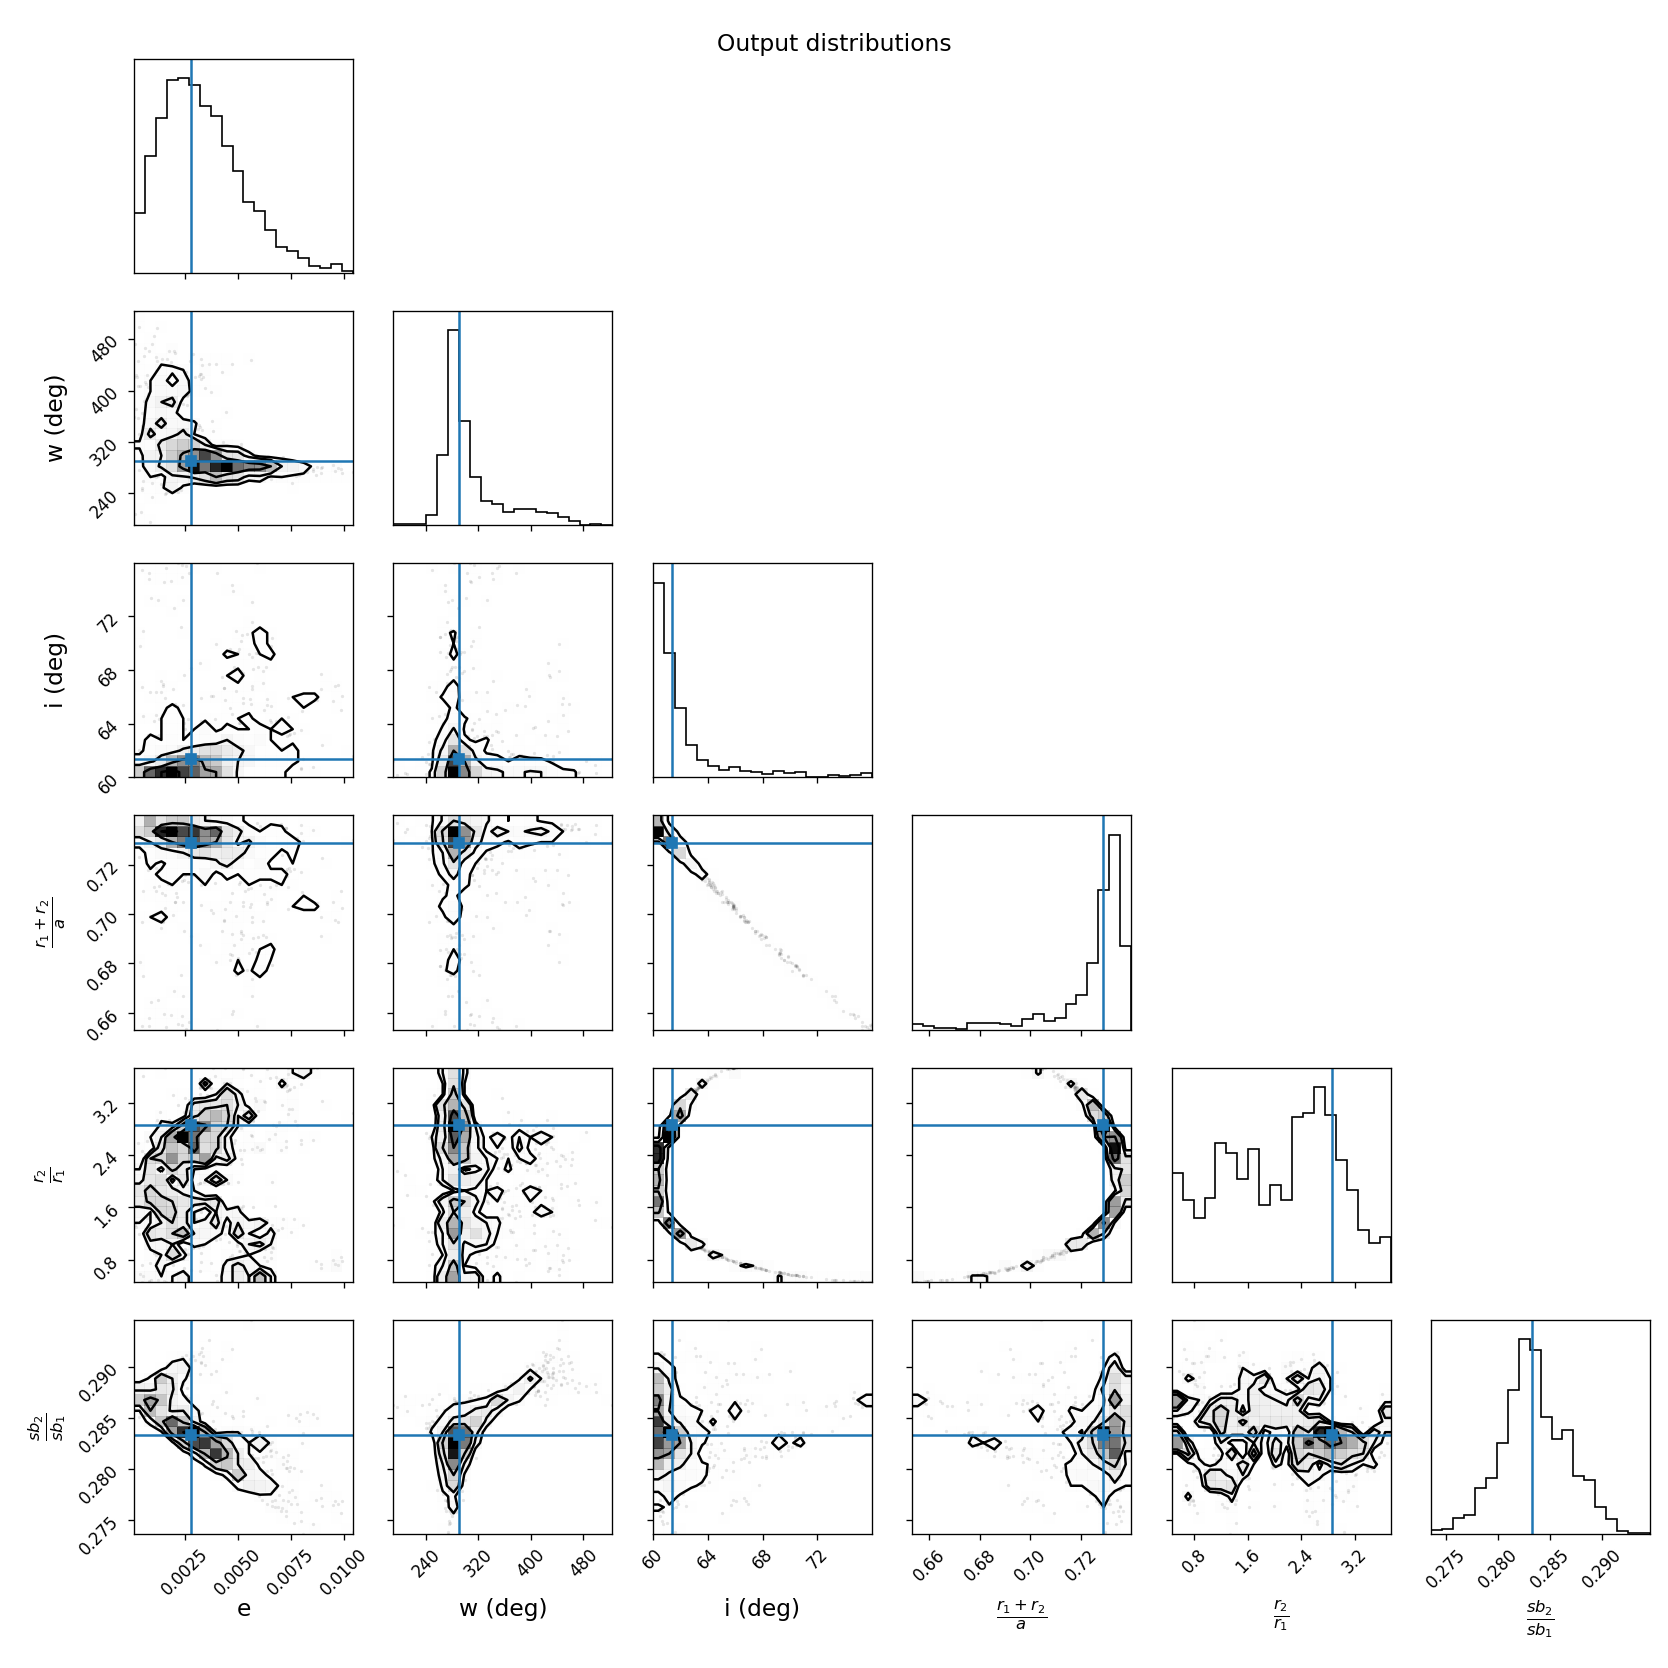 Output distributions
w (deg)
480
400
320
240
i (deg)
72
68
64
60
r₁ + r₂
a
0.72
0.70
0.68
0.66
r₂
r₁
3.2
2.4
1.6
0.8
sb₂
sb₁
0.290
0.285
0.280
0.275
0.0025 0.0050 0.0075 0.0100 240 320 400 480 60 64 68 72 0.66 0.68 0.70 0.72 0.8 1.6 2.4 3.2 0.275 0.280 0.285 0.290
e w (deg) i (deg) r₁ + r₂ r₂ sb₂
a r₁ sb₁